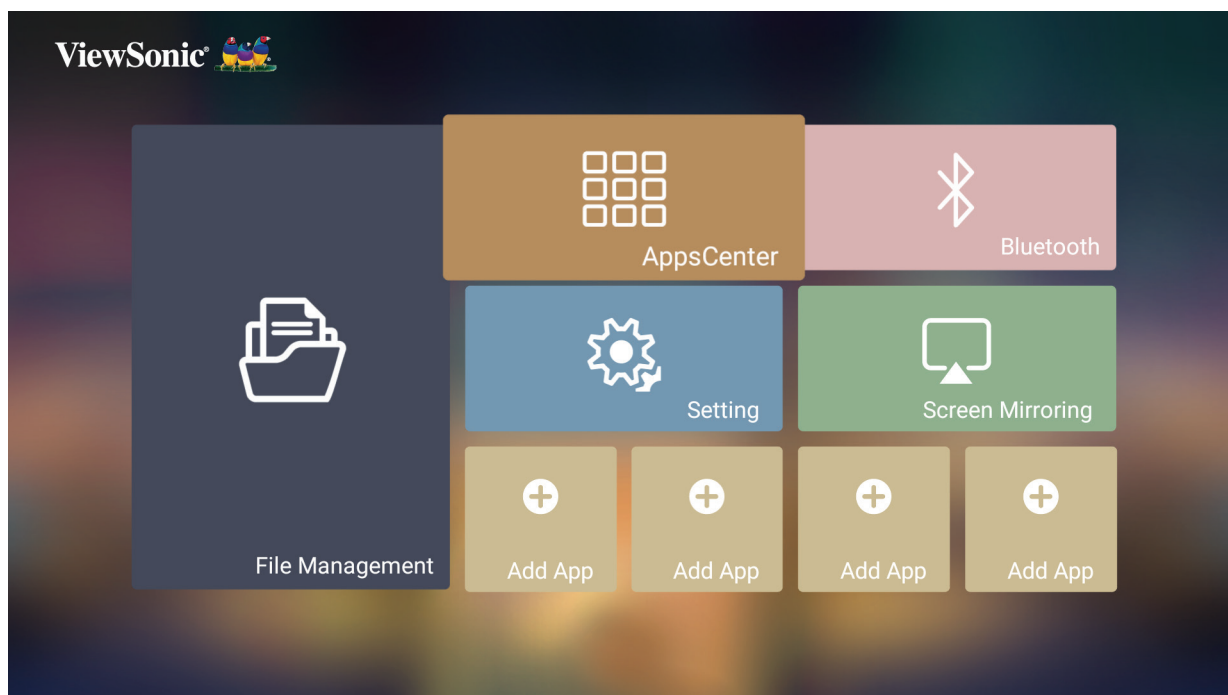 ViewSonic®
AppsCenter
Bluetooth
Setting
Screen Mirroring
File Management
Add App
Add App
Add App
Add App